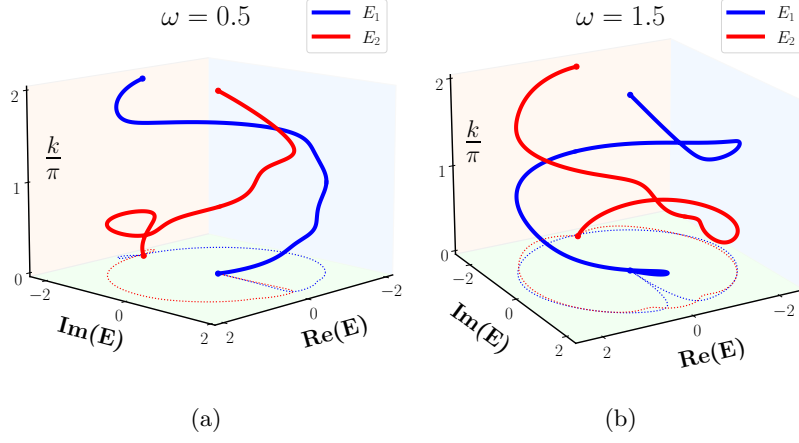 ω = 0.5
E₁
E₂
2
1
0
k/π
−2
0
2
Im(E)
2
0
−2
Re(E)
(a)
ω = 1.5
E₁
E₂
2
1
0
k/π
−2
0
2
Im(E)
2
0
−2
Re(E)
(b)